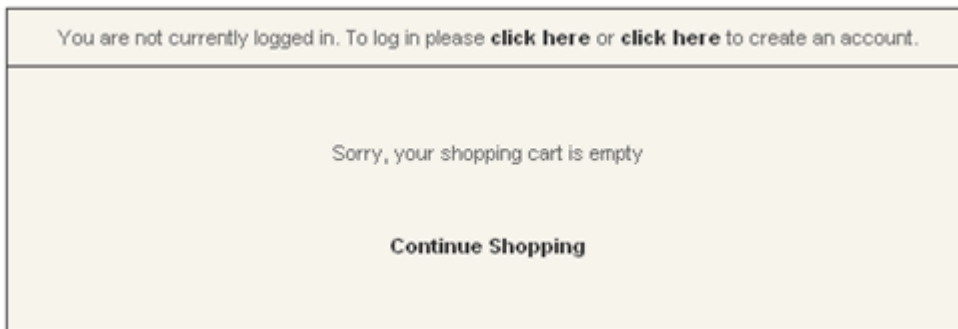 You are not currently logged in. To log in please click here or click here to create an account.
Sorry, your shopping cart is empty
Continue Shopping